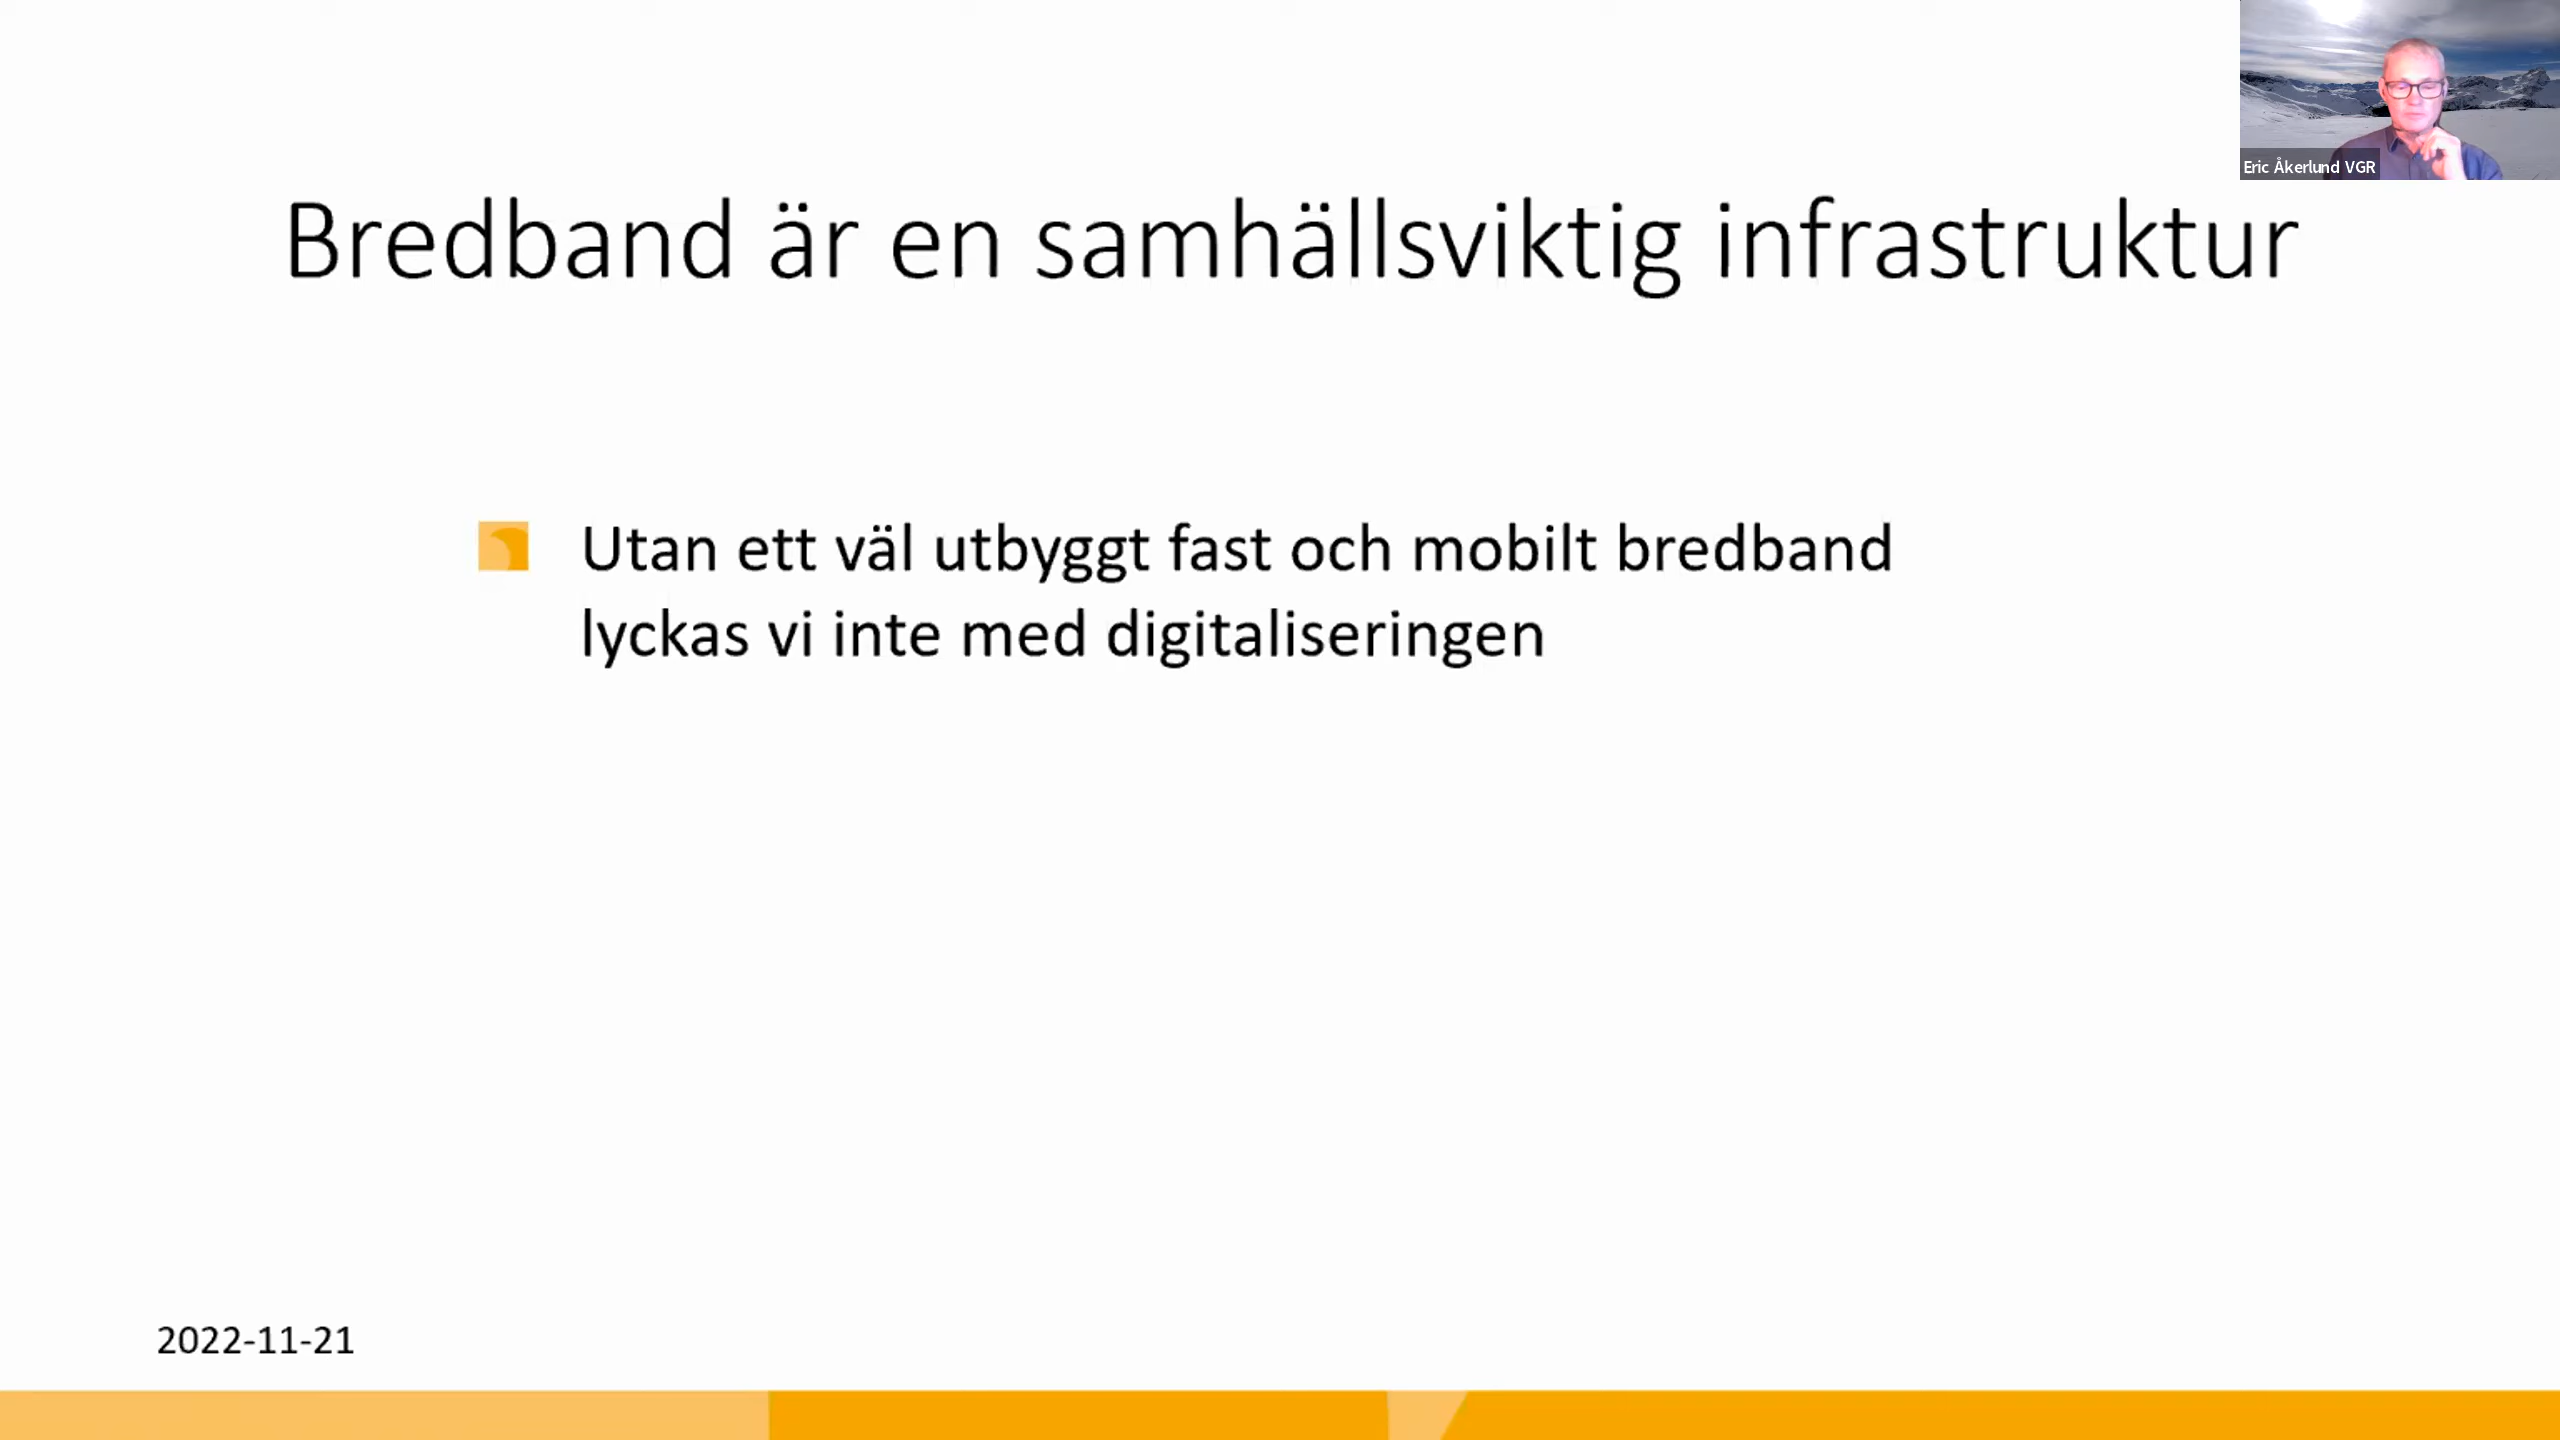 Eric Åkerlund VGR
Bredband är en samhällsviktig infrastruktur
Utan ett väl utbyggt fast och mobilt bredband
lyckas vi inte med digitaliseringen
2022-11-21